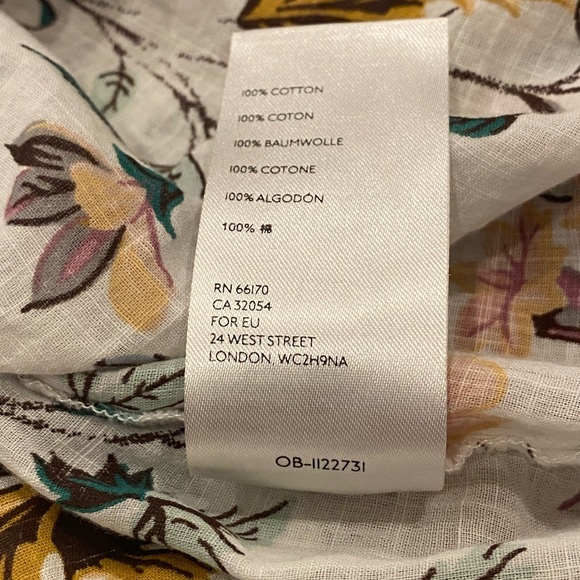 100% COTTON
100% COTON
100% BAUMWOLLE
100% COTONE
100% ALGODÓN
100% 棉
RN 66170
CA 32054
FOR EU
24 WEST STREET
LONDON, WC2H9NA
OB-1122731